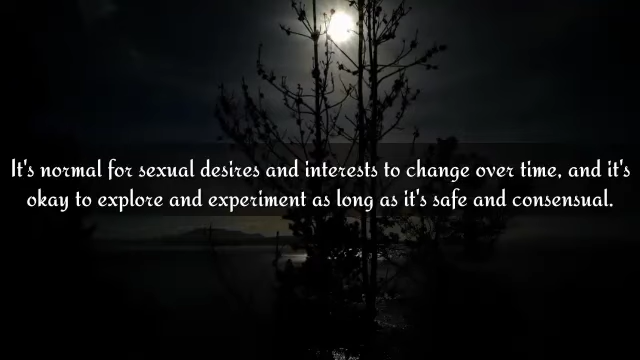 It's normal for sexual desires and interests to change over time, and it's
okay to explore and experiment as long as it's safe and consensual.